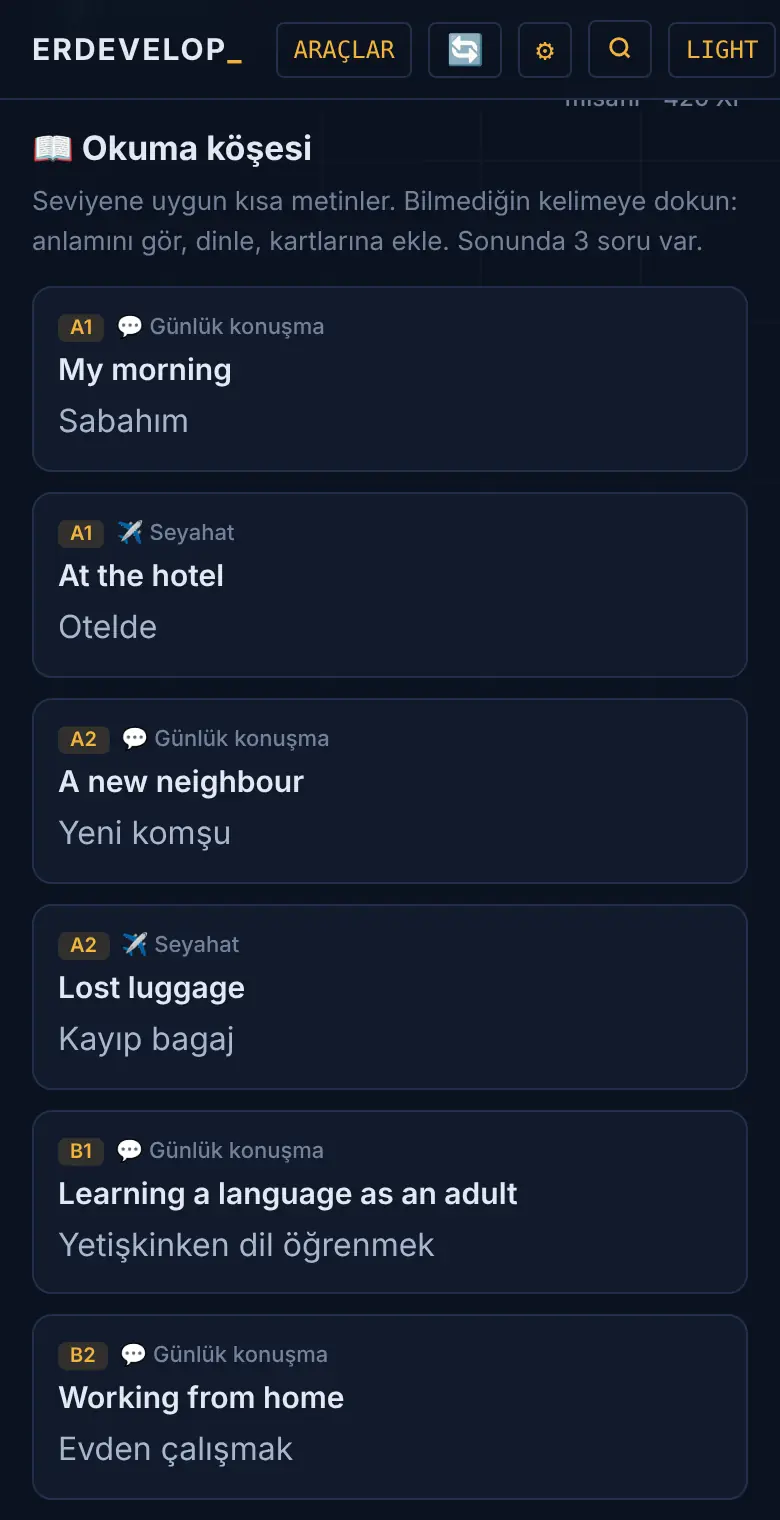 ERDEVELOP_
ARAÇLAR
LIGHT
Okuma köşesi
Seviyene uygun kısa metinler. Bilmediğin kelimeye dokun:
anlamını gör, dinle, kartlarına ekle. Sonunda 3 soru var.
A1 Günlük konuşma
My morning
Sabahım
A1 Seyahat
At the hotel
Otelde
A2 Günlük konuşma
A new neighbour
Yeni komşu
A2 Seyahat
Lost luggage
Kayıp bagaj
B1 Günlük konuşma
Learning a language as an adult
Yetişkinken dil öğrenmek
B2 Günlük konuşma
Working from home
Evden çalışmak